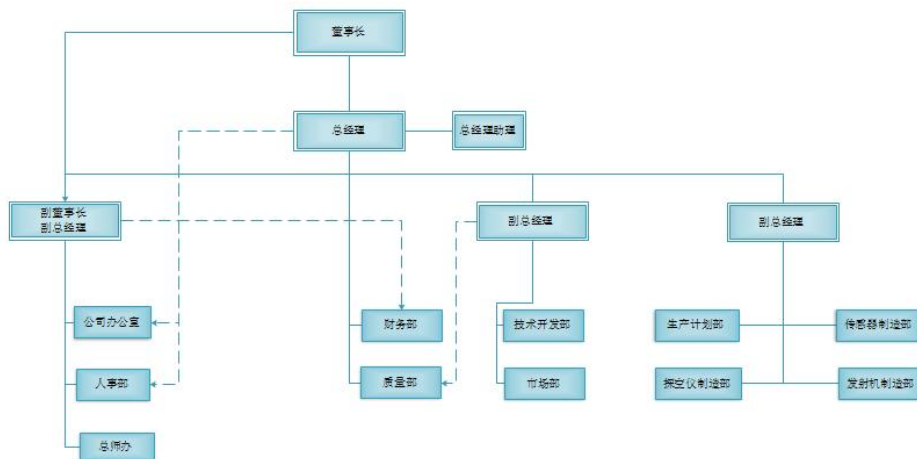 董事长
总经理
总经理助理
副董事长
副总经理
副总经理
副总经理
公司办公室
财务部
技术开发部
生产计划部
传感器制造部
人事部
质量部
市场部
探空仪制造部
发射机制造部
总师办